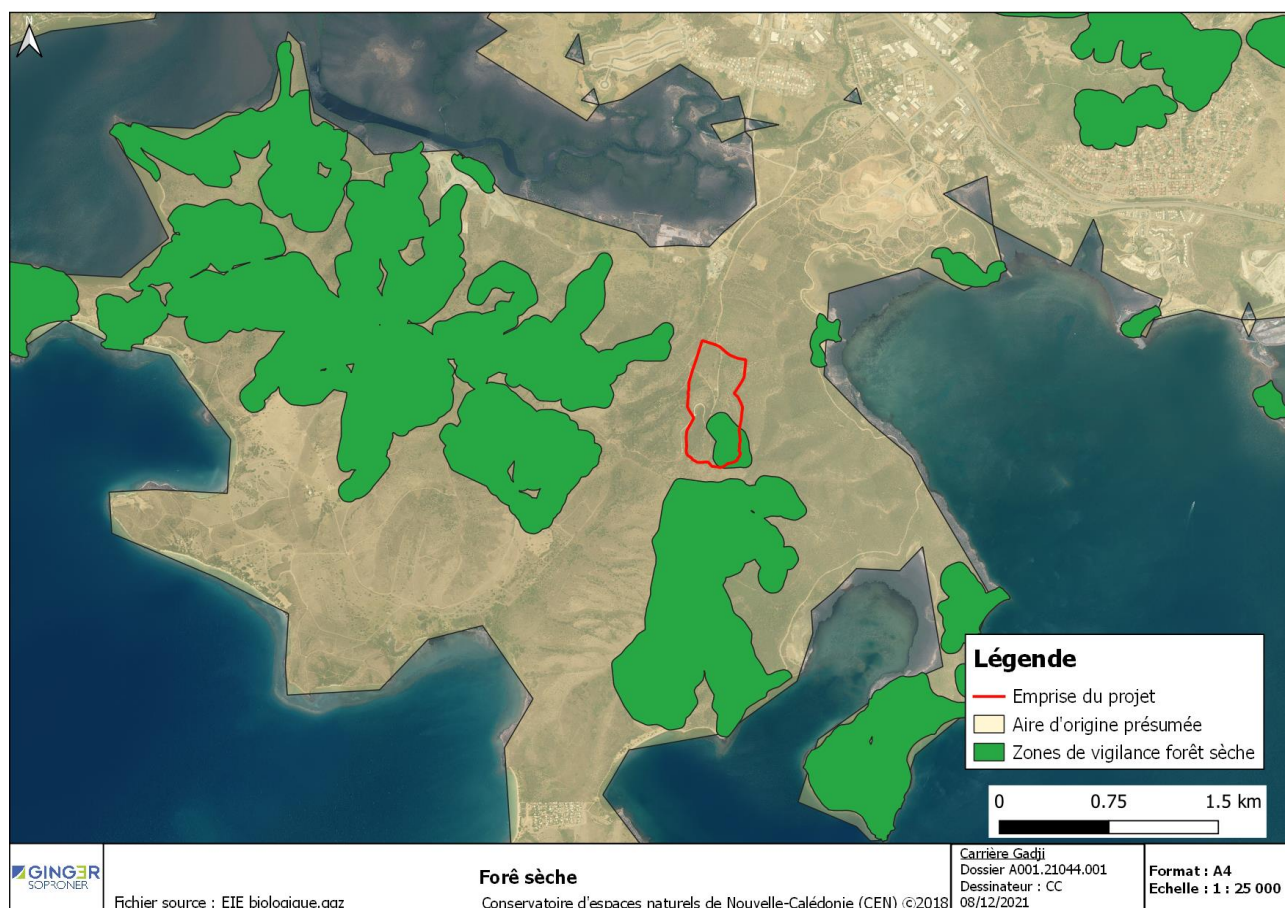 N
Légende
Emprise du projet
Aire d'origine présumée
Zones de vigilance forêt sèche
0 0.75 1.5 km
GINGER
SOPRONER
Fichier source : EIE_biologique.qgz
Forê sèche
Conservatoire d'espaces naturels de Nouvelle-Calédonie (CEN) ©2018
Carrière Gadji
Dossier A001.21044.001
Dessinateur : CC
08/12/2021
Format : A4
Echelle : 1 : 25 000